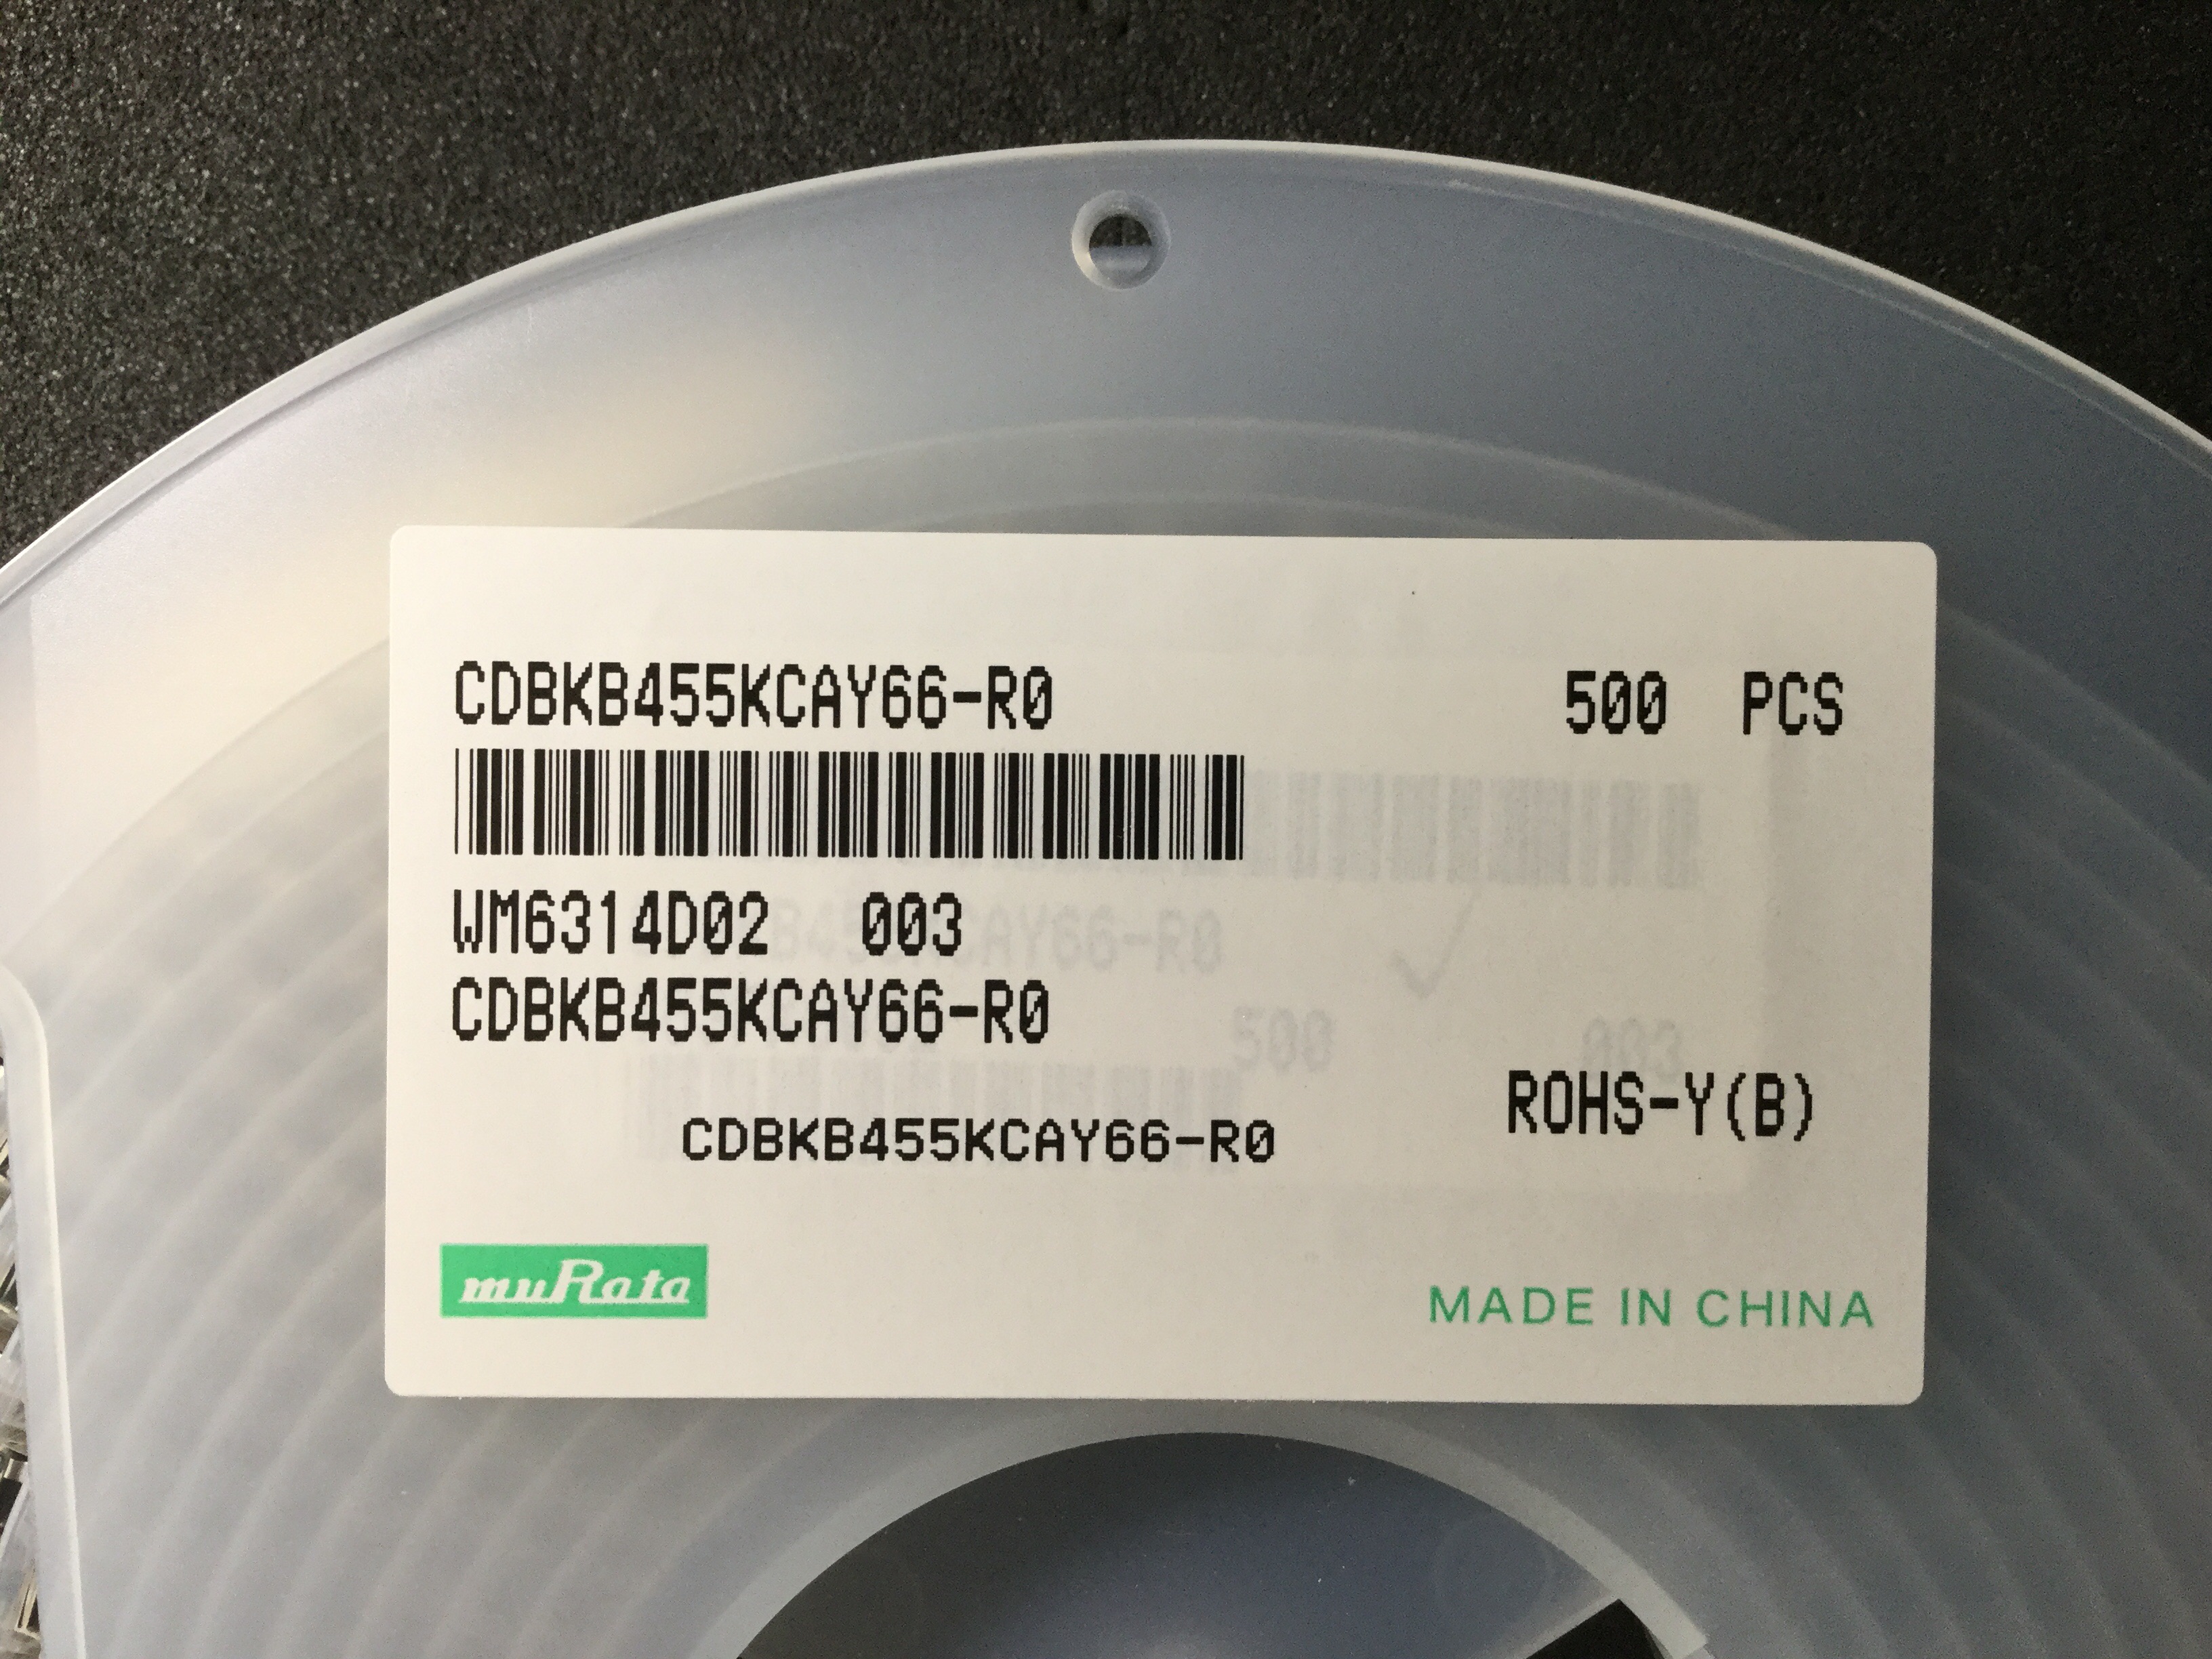 CDBKB455KCAY66-R0 500 PCS
WM6314D02 003
CDBKB455KCAY66-R0
ROHS-Y(B)
CDBKB455KCAY66-R0
muRata
MADE IN CHINA